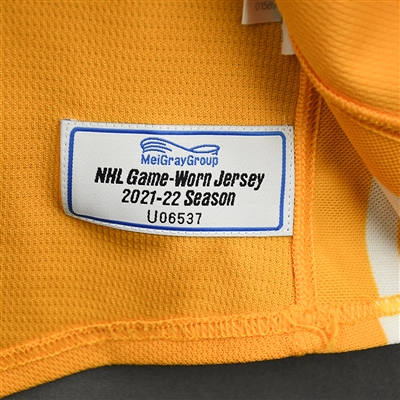 MeiGrayGroup
NHL Game-Worn Jersey
2021-22 Season
U06537